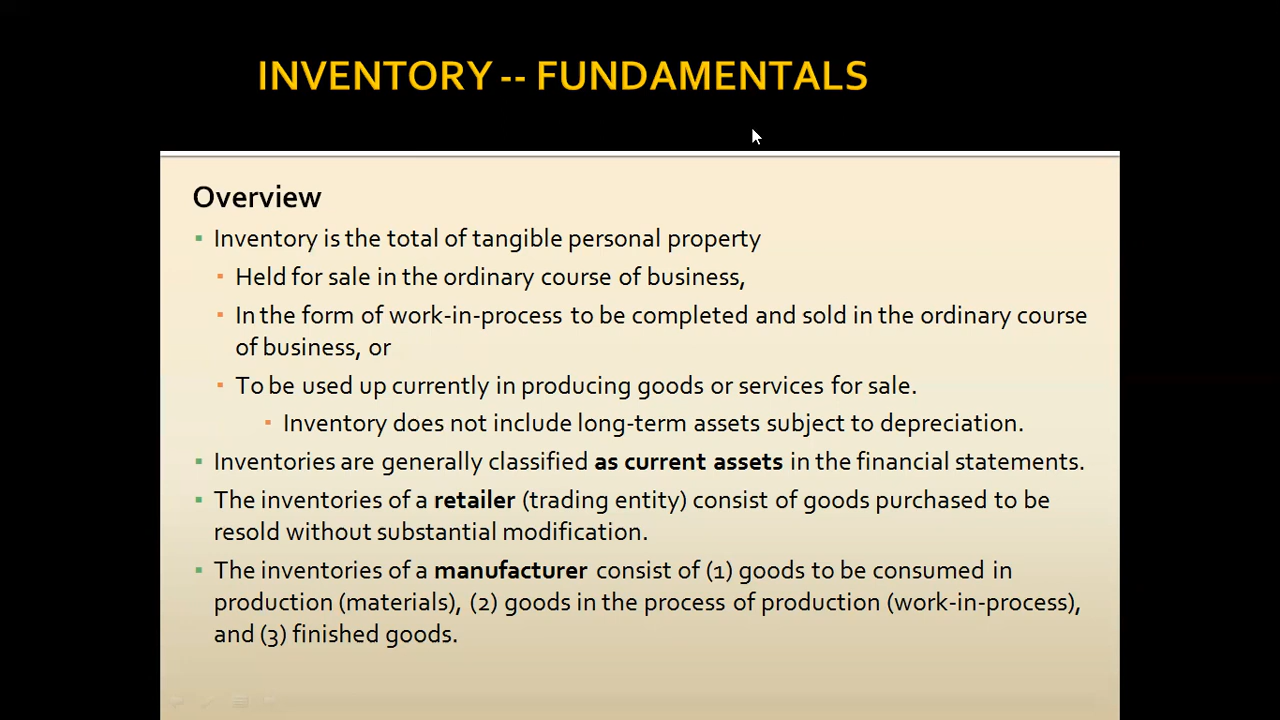 INVENTORY -- FUNDAMENTALS
Overview
Inventory is the total of tangible personal property
Held for sale in the ordinary course of business,
In the form of work-in-process to be completed and sold in the ordinary course
of business, or
To be used up currently in producing goods or services for sale.
Inventory does not include long-term assets subject to depreciation.
Inventories are generally classified as current assets in the financial statements.
The inventories of a retailer (trading entity) consist of goods purchased to be
resold without substantial modification.
The inventories of a manufacturer consist of (1) goods to be consumed in
production (materials), (2) goods in the process of production (work-in-process),
and (3) finished goods.